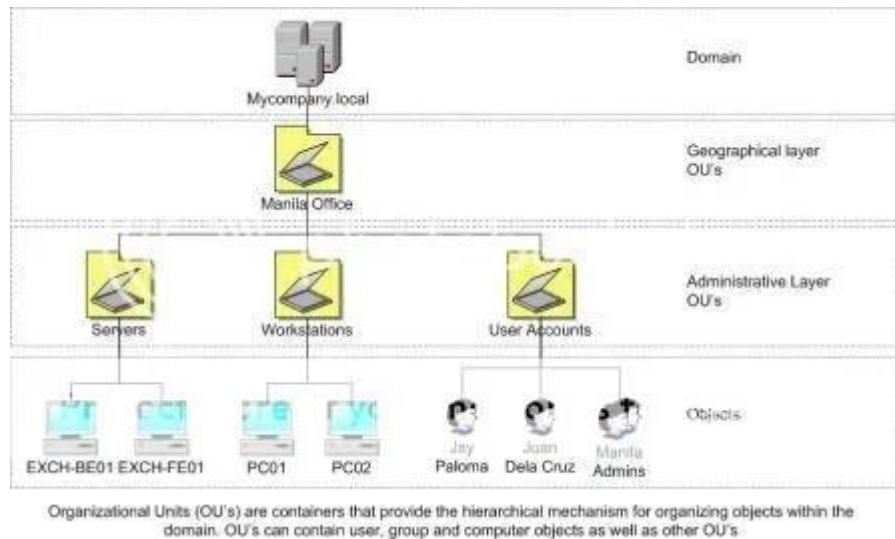 Domain
Mycompany.local
Geographical layer
OU's
Manila Office
Administrative Layer
OU's
Servers
Workstations
User Accounts
Objects
EXCH-BE01
EXCH-FE01
PC01
PC02
Jay
Paloma
Juan
Dela Cruz
Manila
Admins
Organizational Units (OU's) are containers that provide the hierarchical mechanism for organizing objects within the
domain. OU's can contain user, group and computer objects as well as other OU's